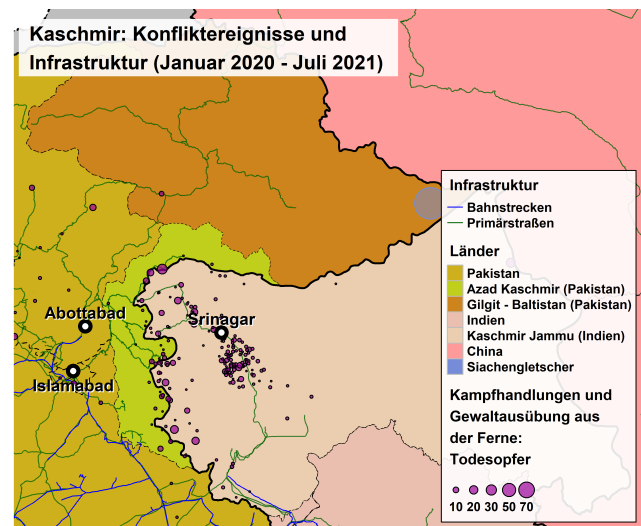 Kaschmir: Konfliktereignisse und
Infrastruktur (Januar 2020 - Juli 2021)
Abottabad
Srinagar
Islamabad
Infrastruktur
Bahnstrecken
Primärstraßen
Länder
Pakistan
Azad Kaschmir (Pakistan)
Gilgit - Baltistan (Pakistan)
Indien
Kaschmir Jammu (Indien)
China
Siachengletscher
Kampfhandlungen und
Gewaltausübung aus
der Ferne:
Todesopfer
10 20 30 50 70